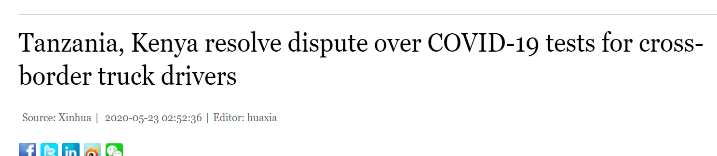 Tanzania, Kenya resolve dispute over COVID-19 tests for cross-
border truck drivers
Source: Xinhua | 2020-05-23 02:52:36 | Editor: huaxia